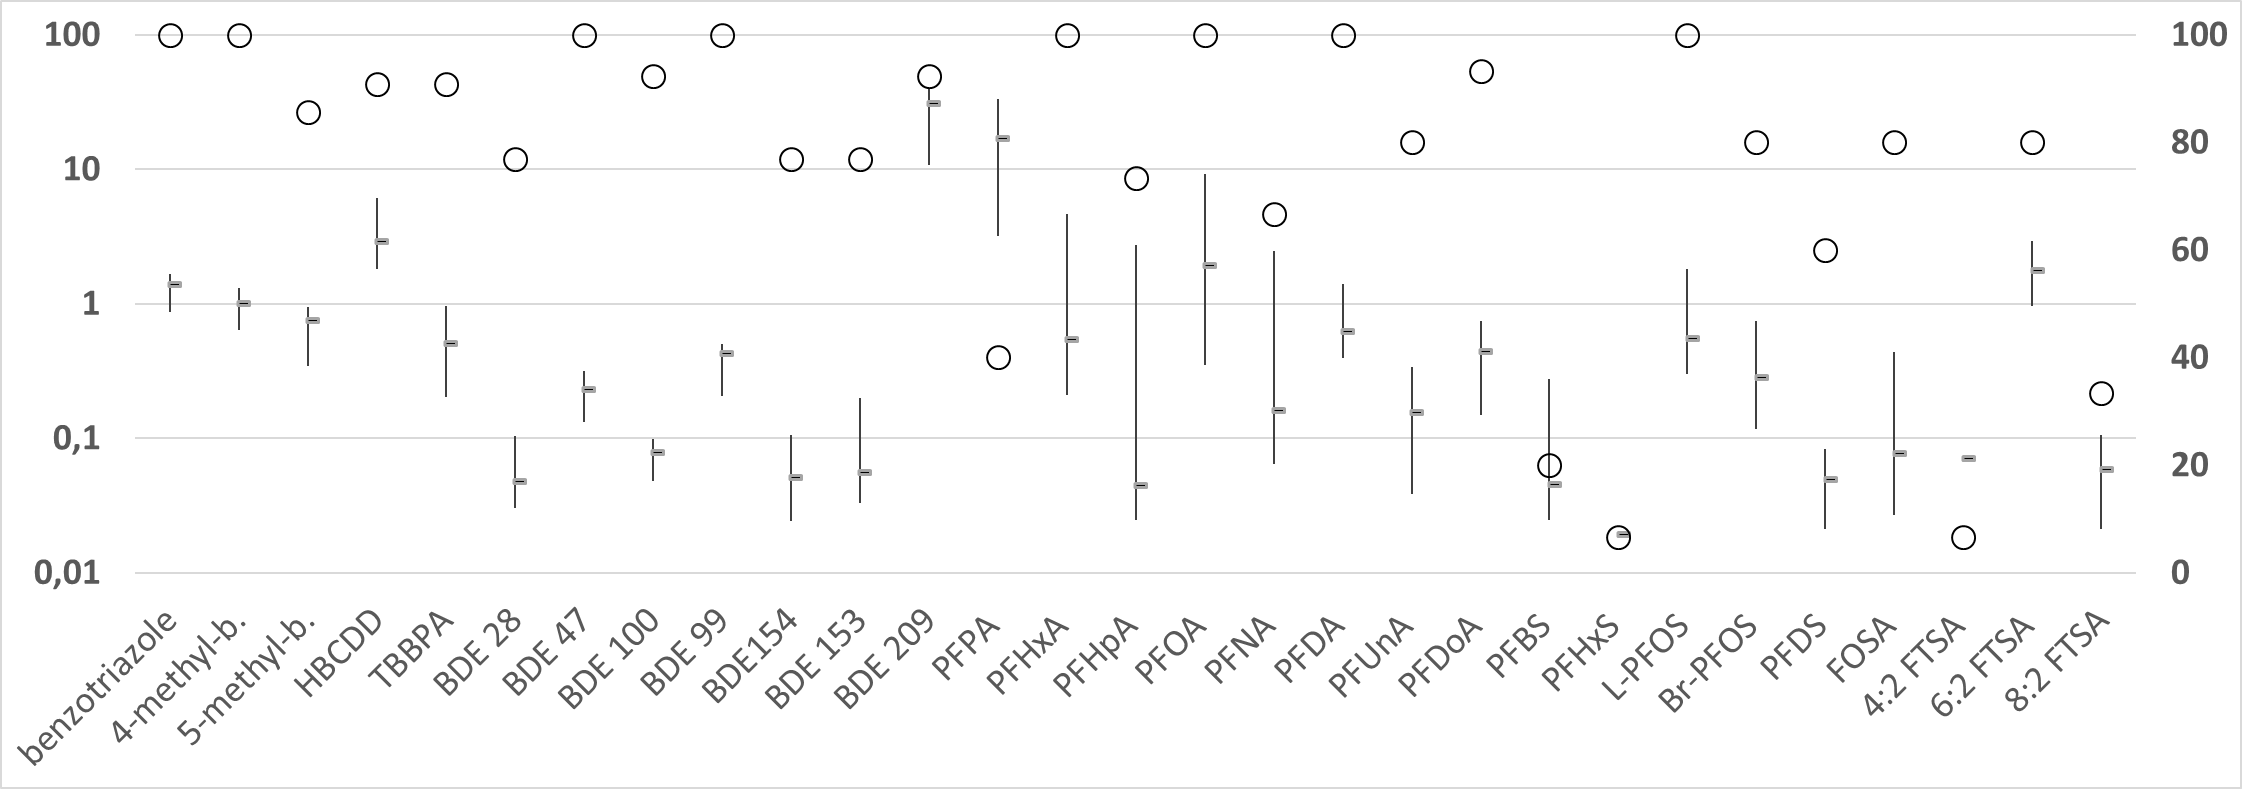 100
10
1
0,1
0,01
100
80
60
40
20
0
benzotriazole
4-methyl-b.
5-methyl-b.
HBCDD
TBBPA
BDE 28
BDE 47
BDE 100
BDE 99
BDE154
BDE 153
BDE 209
PFPA
PFHxA
PFHpA
PFOA
PFNA
PFDA
PFUnA
PFDoA
PFBS
PFHxS
L-PFOS
Br-PFOS
PFDS
FOSA
4:2 FTSA
6:2 FTSA
8:2 FTSA